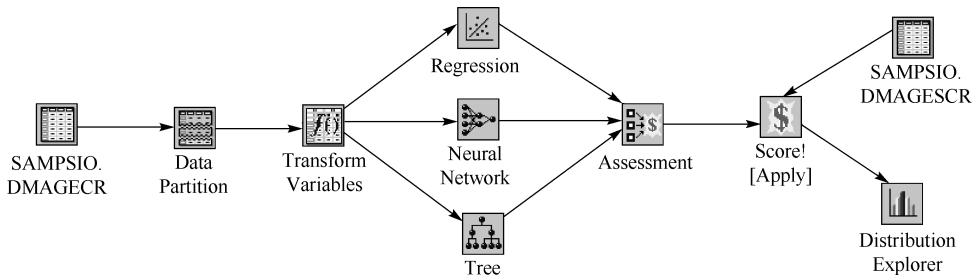 SAMPSIO.
DMAGECR
Data
Partition
Transform
Variables
Regression
Neural
Network
Tree
Assessment
Score!
[Apply]
SAMPSIO.
DMAGESCR
Distribution
Explorer